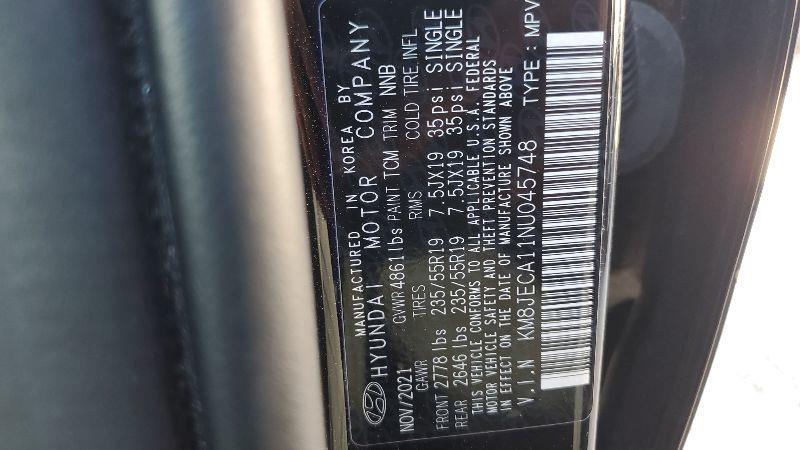 MANUFACTURED IN KOREA BY
HYUNDAI MOTOR COMPANY
NOV/2021 GVWR 4861 lbs PAINT TCM TRIM NNB
GAWR TIRES RMS COLD TIRE INFL
FRONT 2778 lbs 235/55R19 7.5JX19 35psi SINGLE
REAR 2646 lbs 235/55R19 7.5JX19 35psi SINGLE
THIS VEHICLE CONFORMS TO ALL APPLICABLE U.S.A. FEDERAL
MOTOR VEHICLE SAFETY AND THEFT PREVENTION STANDARDS
IN EFFECT ON THE DATE OF MANUFACTURE SHOWN ABOVE
V.I.N KM8JECA11NU045748 TYPE : MPV